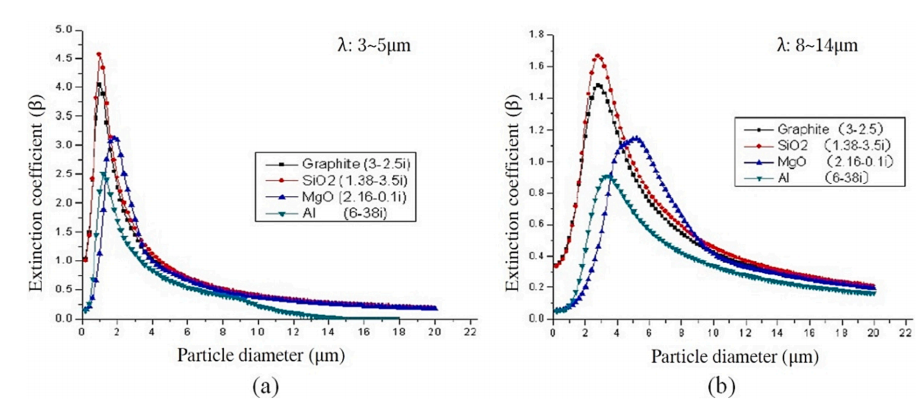 λ: 3~5μm
Extinction coefficient (β)
5.0
4.5
4.0
3.5
3.0
2.5
2.0
1.5
1.0
0.5
0.0
Graphite (3-2.5i)
SiO2 (1.38-3.5i)
MgO (2.16-0.1i)
Al (6-38i)
0 2 4 6 8 10 12 14 16 18 20 22
Particle diameter (μm)
(a)
λ: 8~14μm
Extinction coefficient (β)
1.8
1.6
1.4
1.2
1.0
0.8
0.6
0.4
0.2
0.0
Graphite (3-2.5)
SiO2 (1.38-3.5i)
MgO (2.16-0.1i)
Al (6-38i)
0 2 4 6 8 10 12 14 16 18 20 22
Particle diameter (μm)
(b)